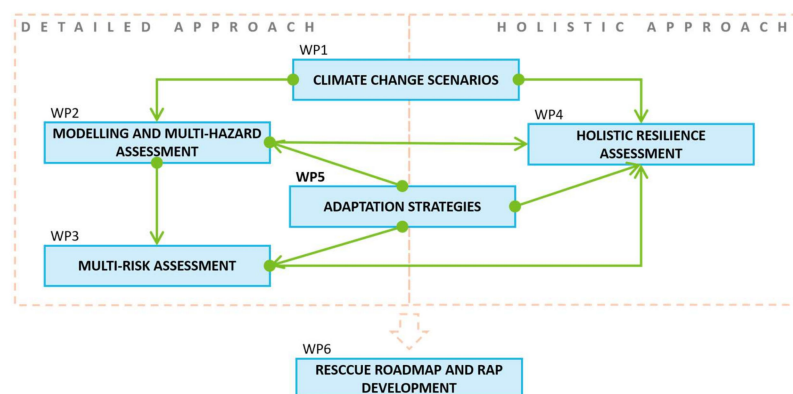 DETAILED APPROACH
HOLISTIC APPROACH
WP1
CLIMATE CHANGE SCENARIOS
WP2
MODELLING AND MULTI-HAZARD
ASSESSMENT
WP4
HOLISTIC RESILIENCE
ASSESSMENT
WP5
ADAPTATION STRATEGIES
WP3
MULTI-RISK ASSESSMENT
WP6
RESCCUE ROADMAP AND RAP
DEVELOPMENT